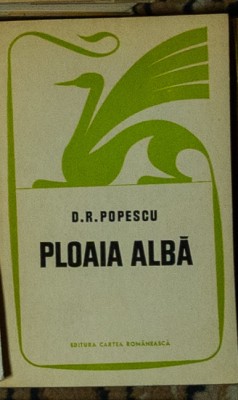 D.R.POPESCU
PLOAIA ALBĂ
EDITURA CARTEA ROMÂNEASCĂ